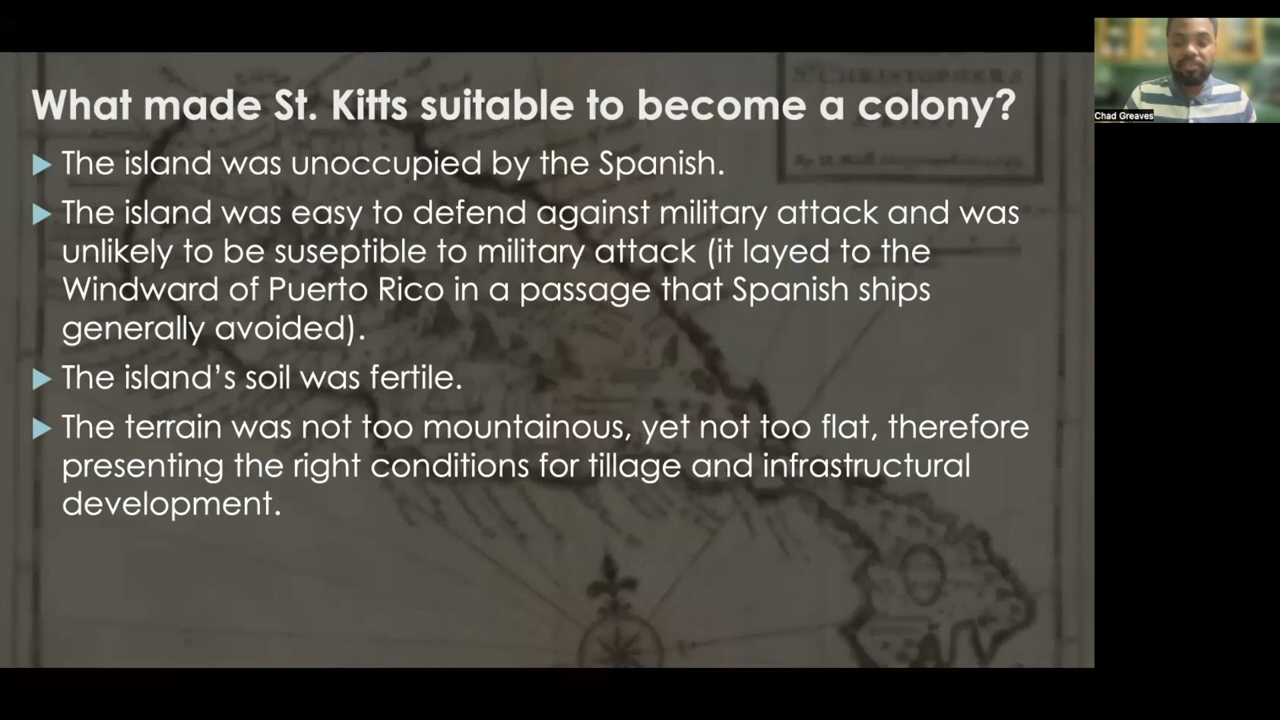 What made St. Kitts suitable to become a colony?
The island was unoccupied by the Spanish.
The island was easy to defend against military attack and was
unlikely to be suseptible to military attack (it layed to the
Windward of Puerto Rico in a passage that Spanish ships
generally avoided).
The island's soil was fertile.
The terrain was not too mountainous, yet not too flat, therefore
presenting the right conditions for tillage and infrastructural
development.
St. CHRISTOPHERS
Chad Greaves